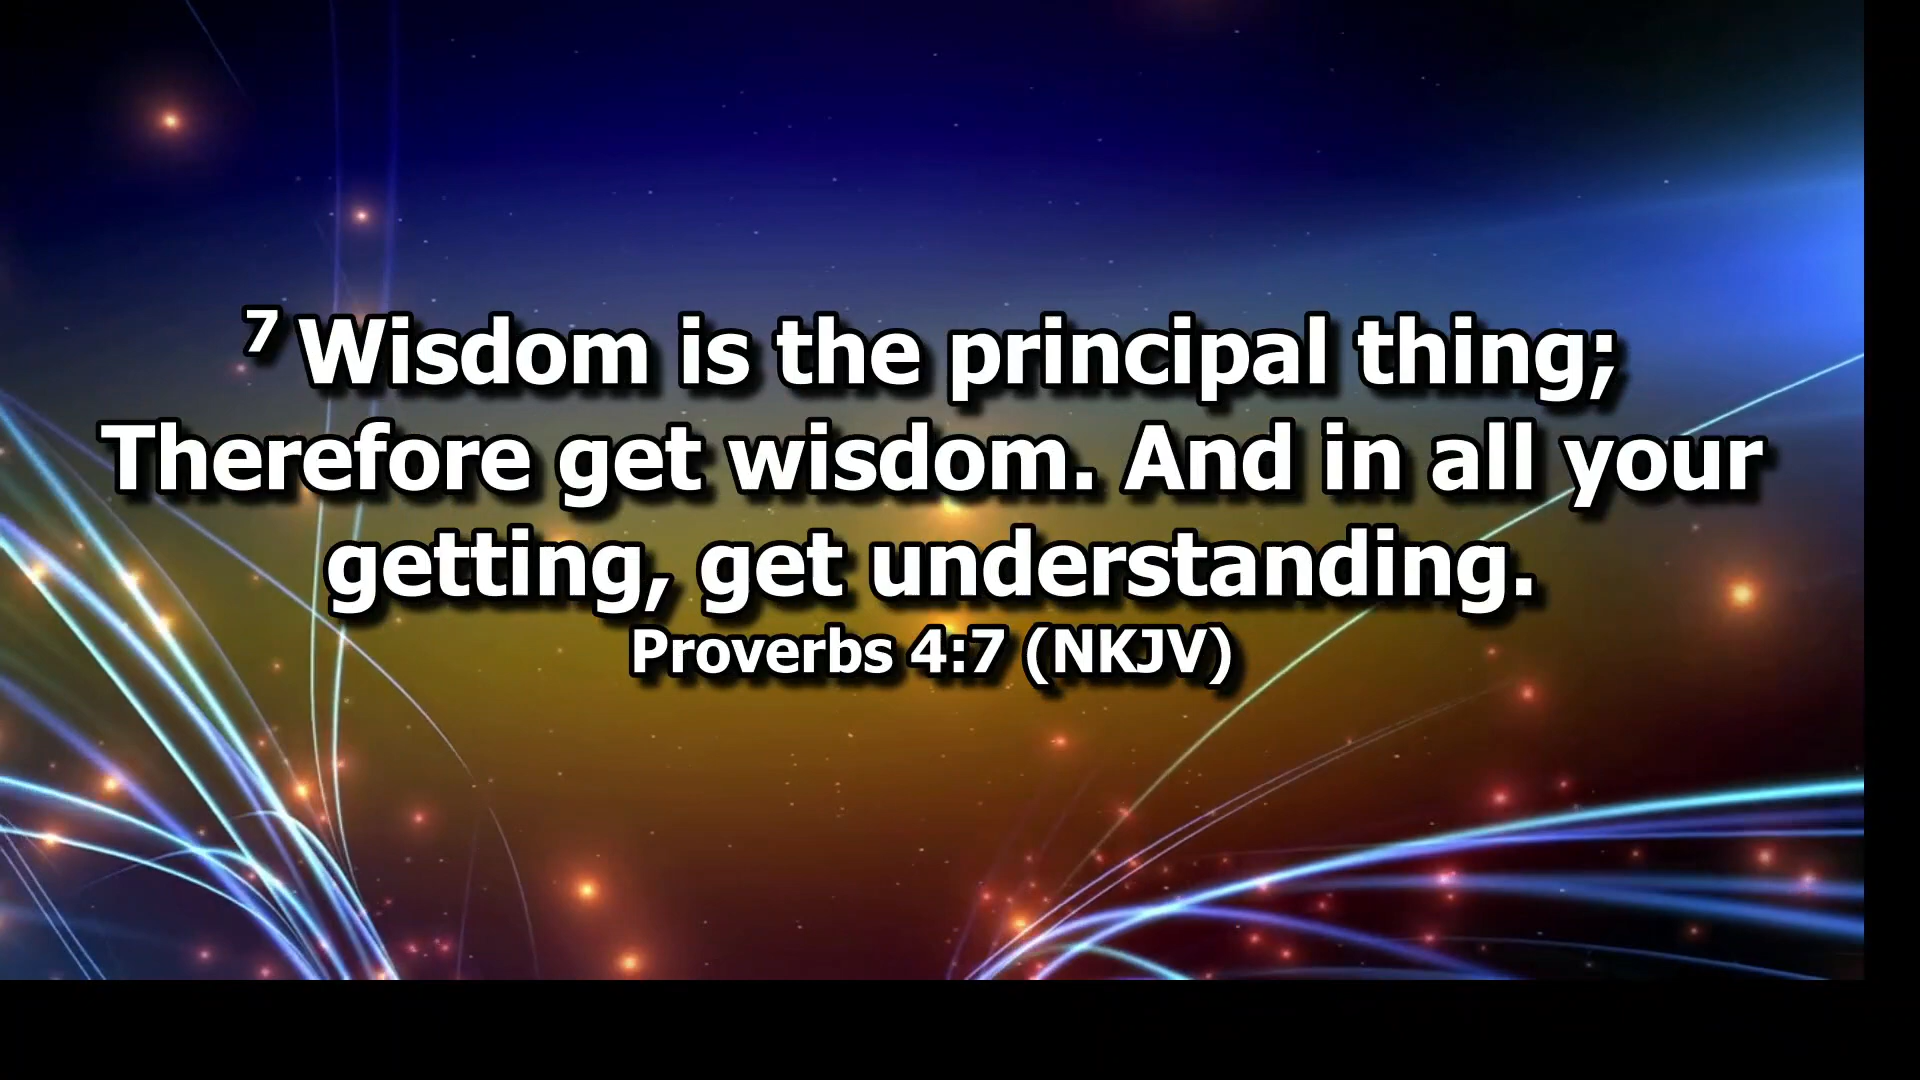 7 Wisdom is the principal thing;
Therefore get wisdom. And in all your
getting, get understanding.
Proverbs 4:7 (NKJV)